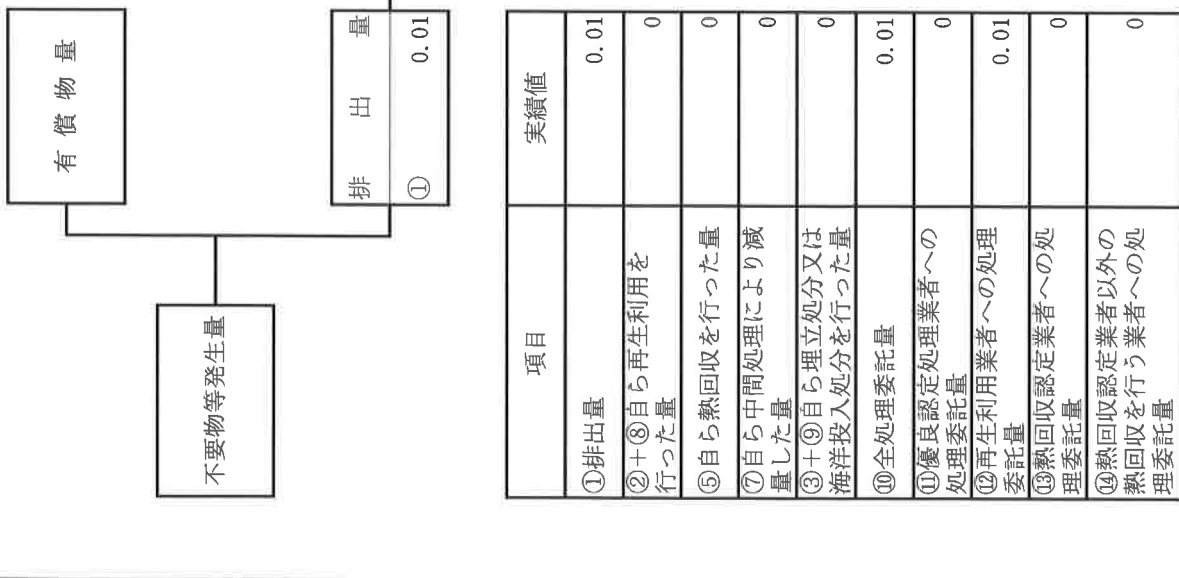 不要物等発生量
有償物量
排出量
① 0.01
項目 実績値
①排出量 0.01
②+⑧自ら再生利用を
行った量 0
⑤自ら熱回収を行った量 0
⑦自ら中間処理により減
量した量 0
③+⑨自ら埋立処分又は
海洋投入処分を行った量 0
⑩全処理委託量 0.01
⑪優良認定処理業者への
処理委託量 0
⑫再生利用業者への処理
委託量 0.01
⑬熱回収認定業者への処
理委託量 0
⑭熱回収認定業者以外の
熱回収を行う業者への処
理委託量 0